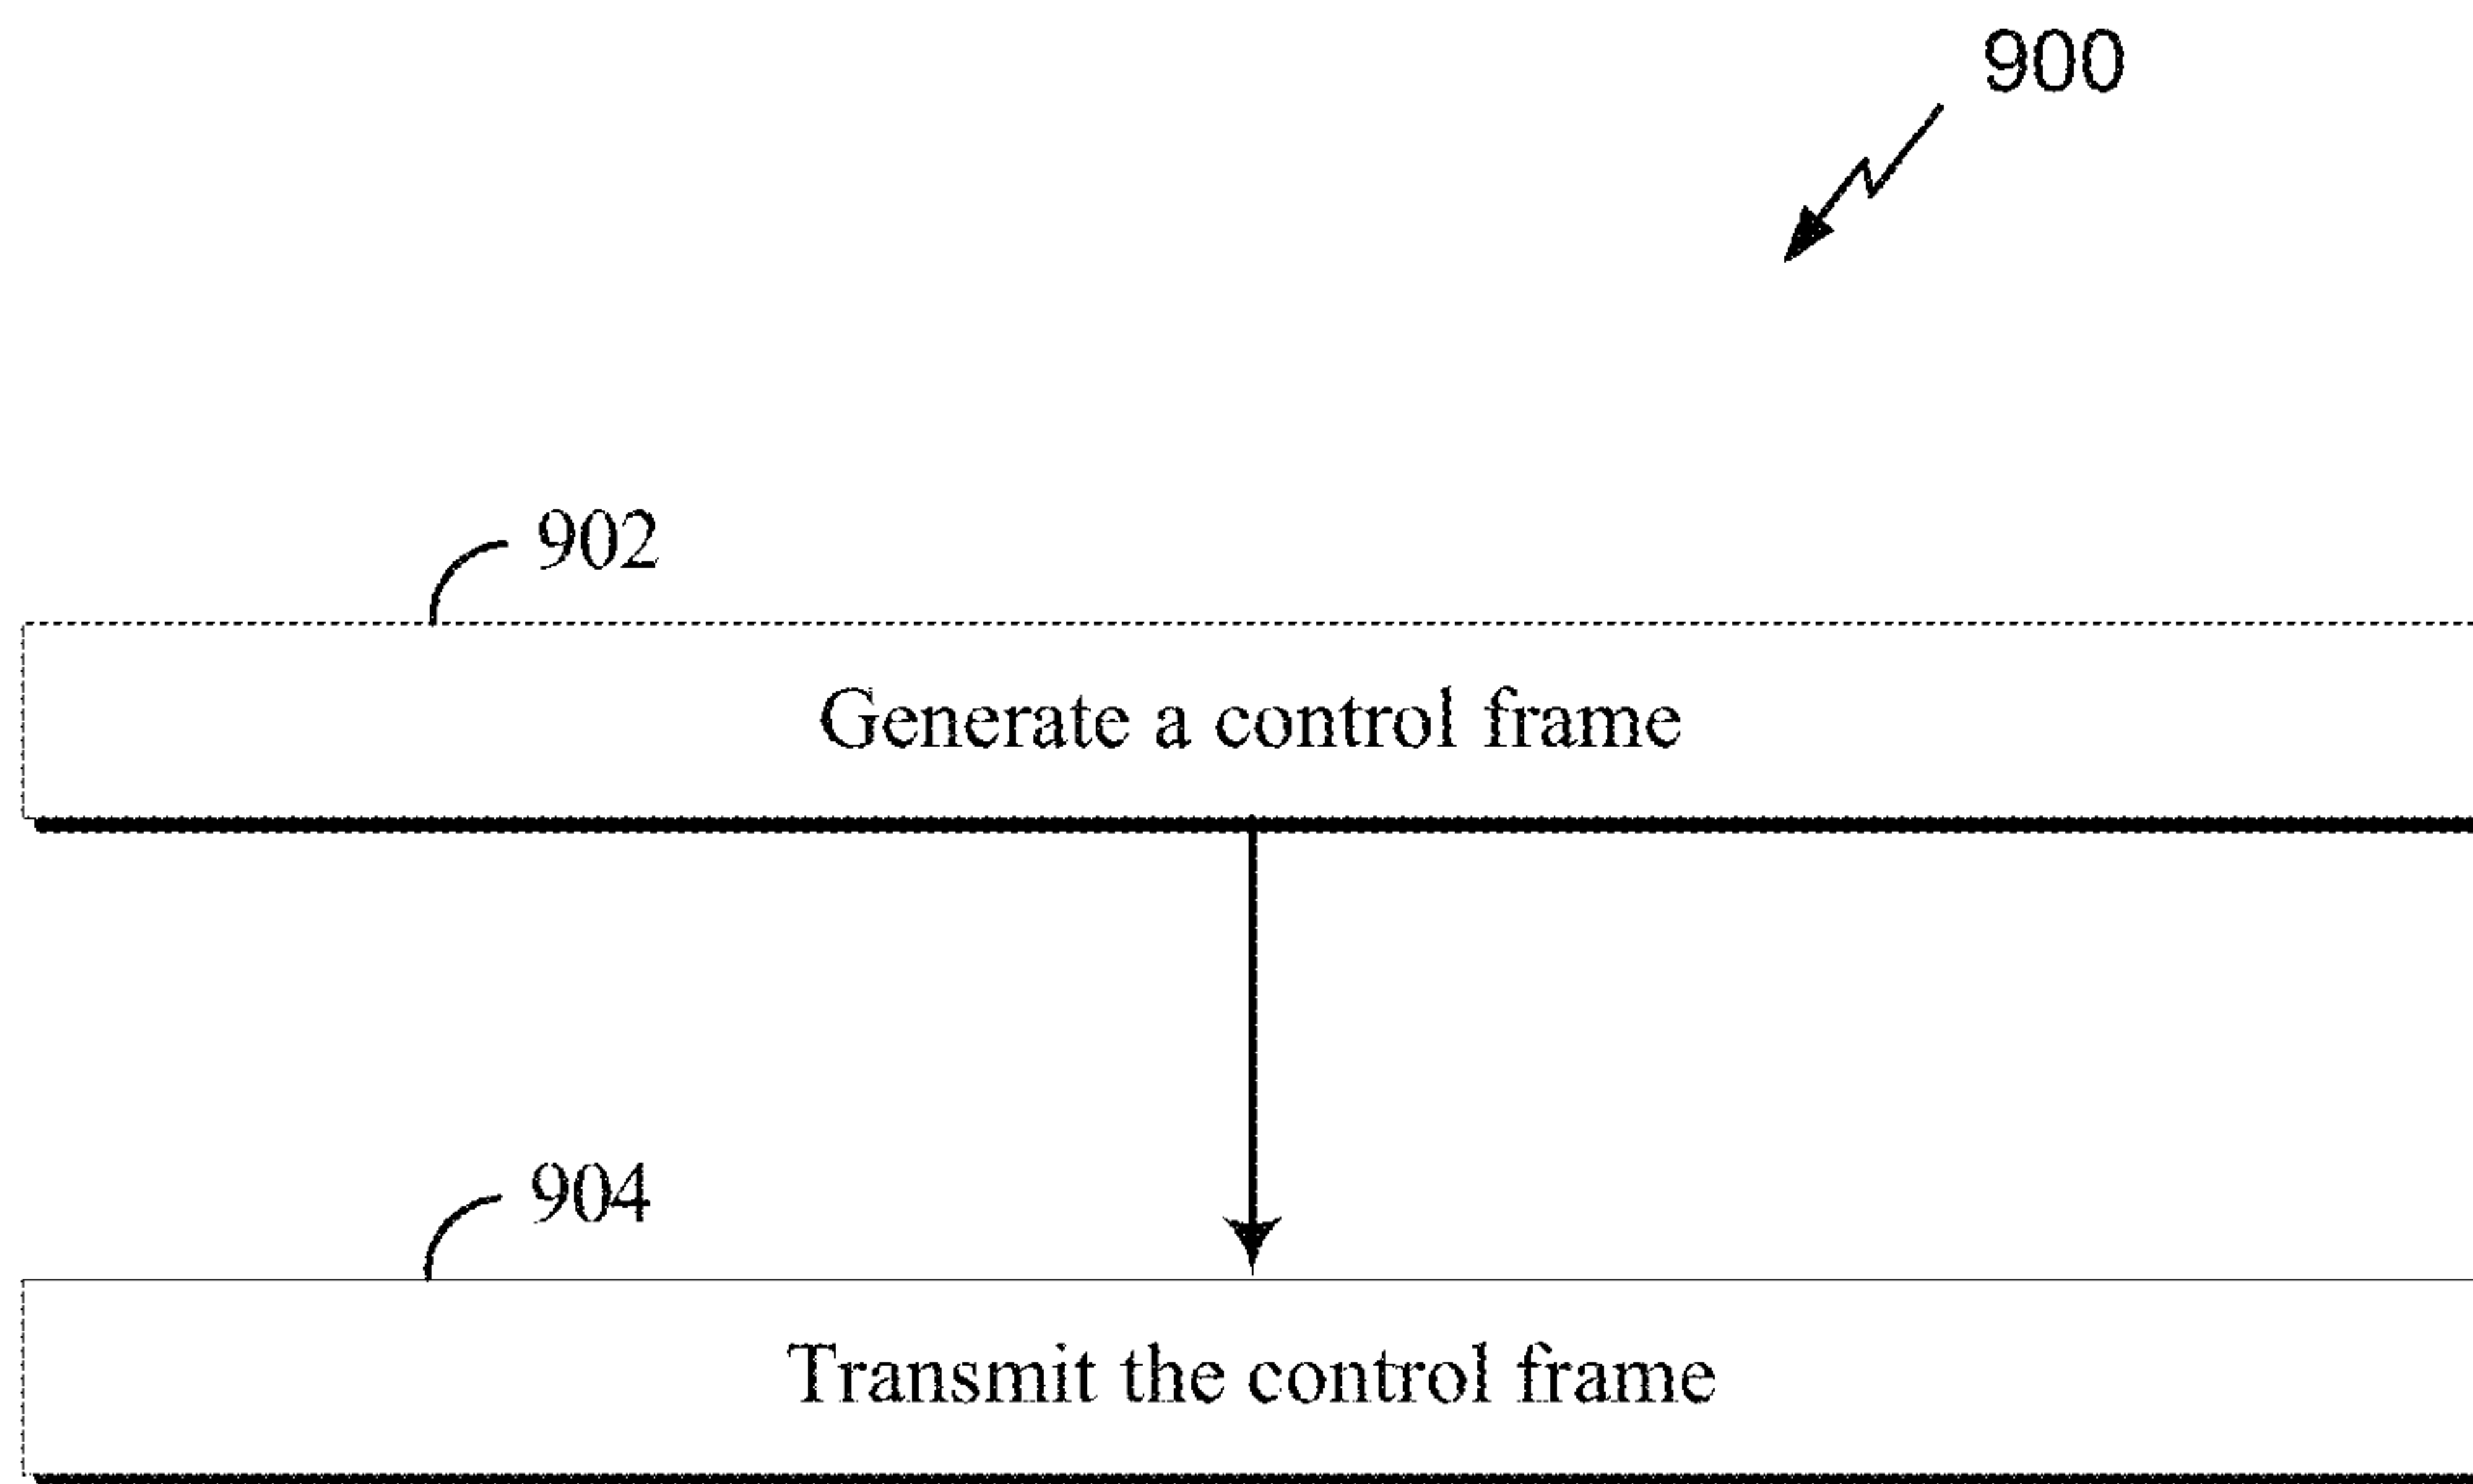 900
902
Generate a control frame
904
Transmit the control frame